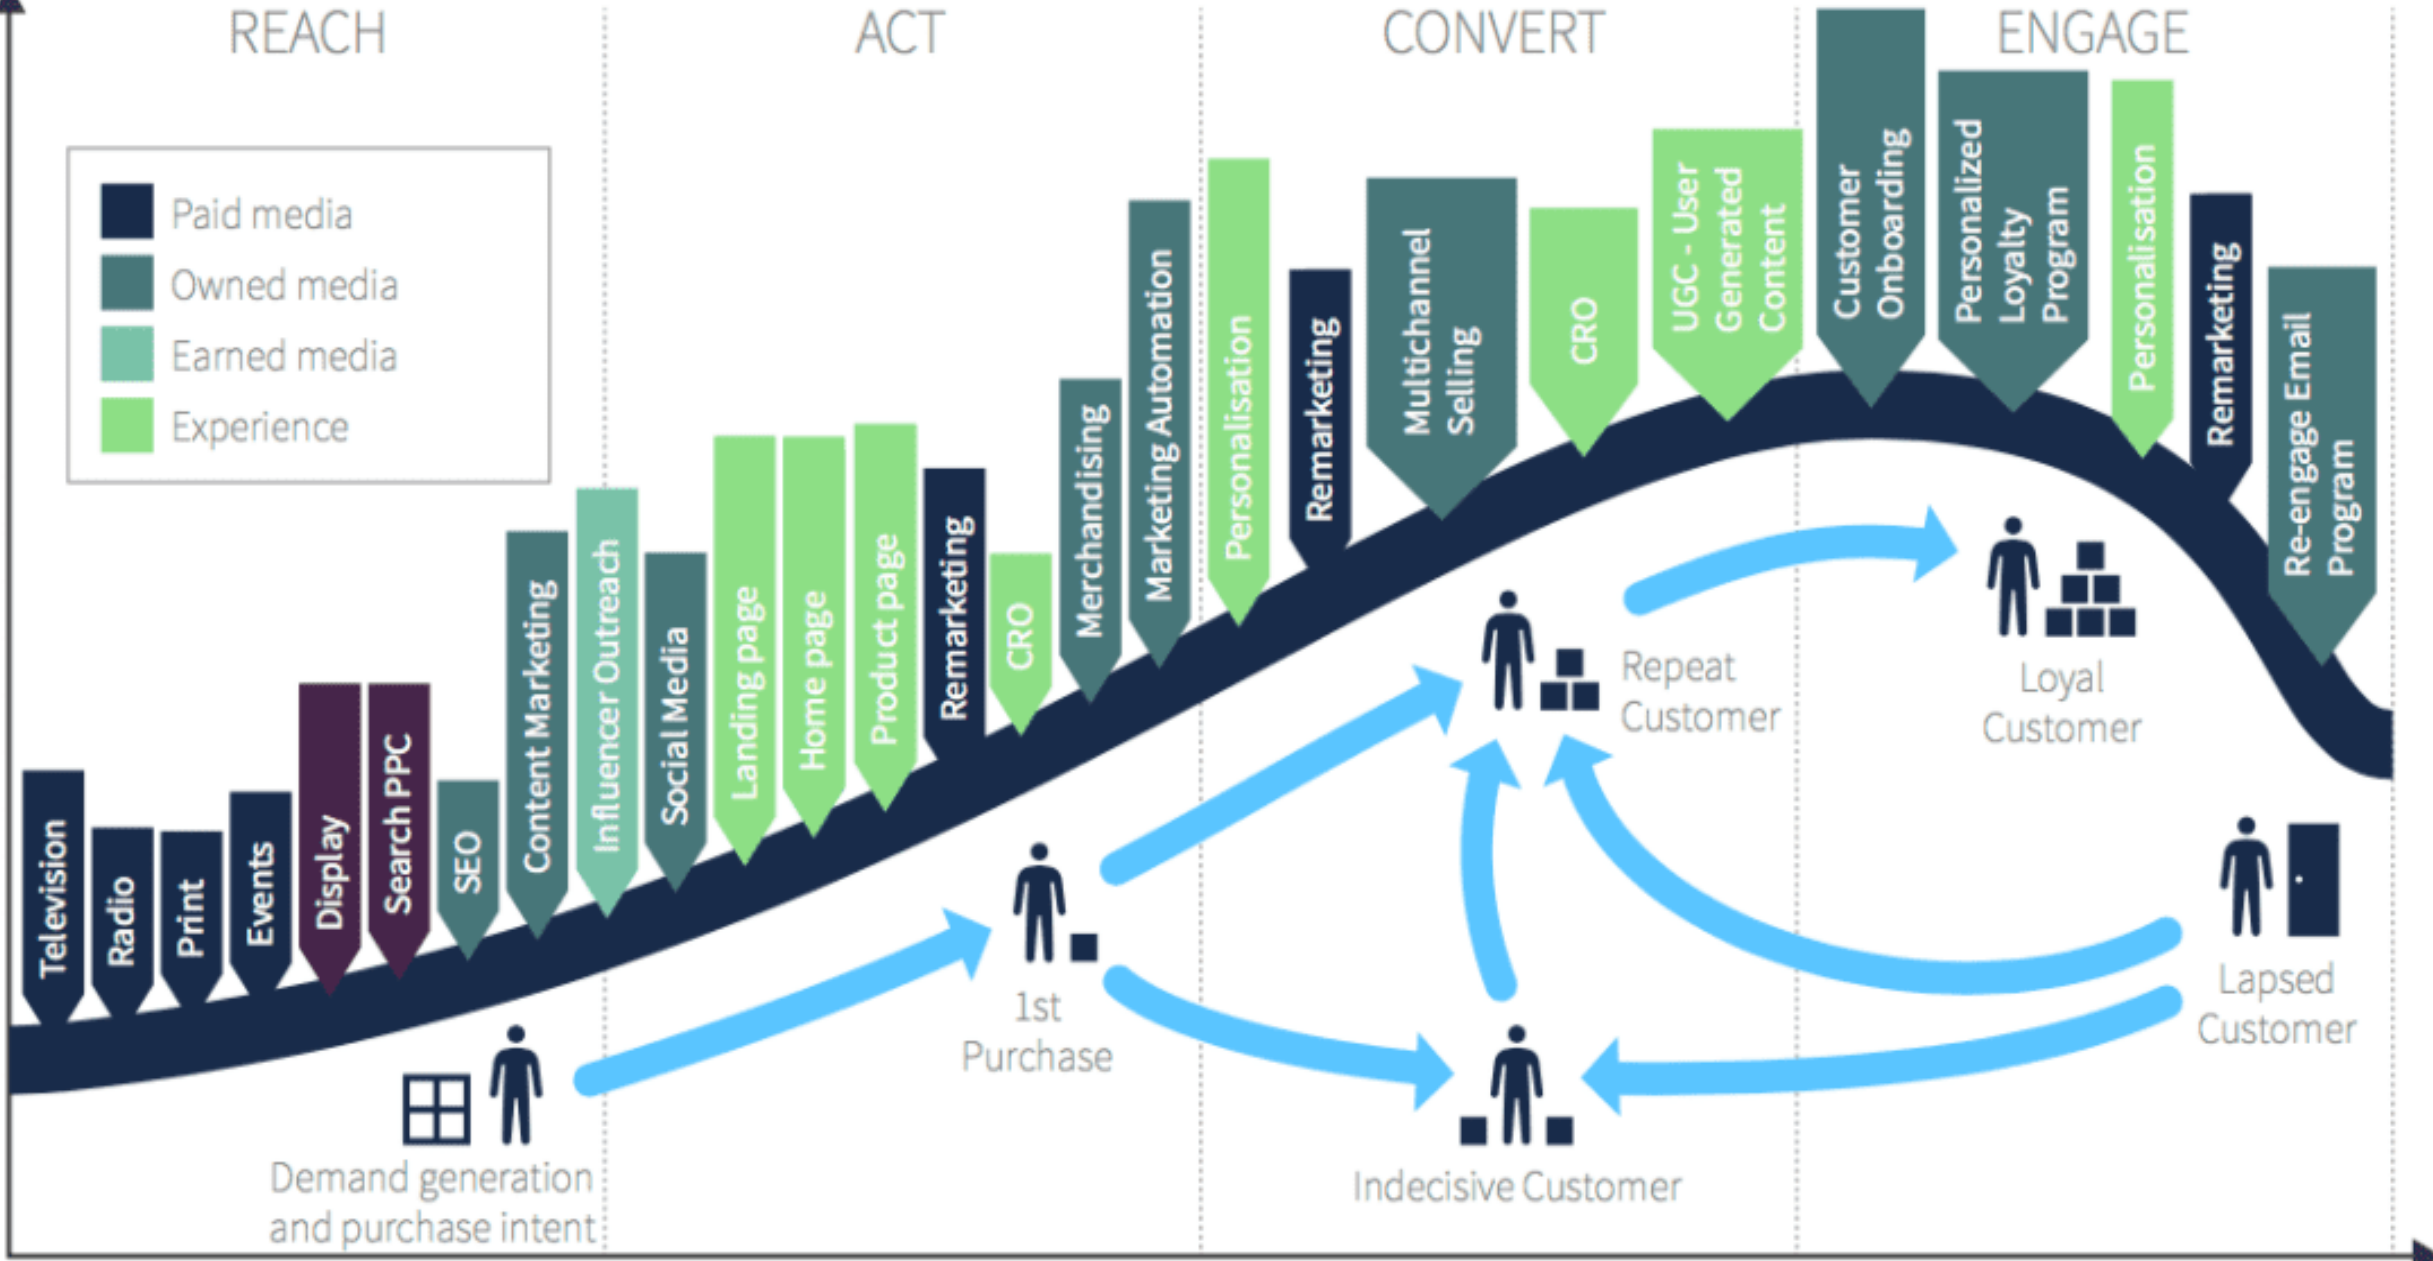 REACH
ACT
CONVERT
ENGAGE
Paid media
Owned media
Earned media
Experience
Television
Radio
Print
Events
Display
Search PPC
SEO
Content Marketing
Influencer Outreach
Social Media
Landing page
Home page
Product page
Remarketing
CRO
Merchandising
Marketing Automation
Personalisation
Remarketing
Multichannel
Selling
CRO
UGC - User
Generated
Content
Customer
Onboarding
Personalized
Loyalty
Program
Personalisation
Remarketing
Re-engage Email
Program
Demand generation
and purchase intent
1st
Purchase
Repeat
Customer
Indecisive Customer
Loyal
Customer
Lapsed
Customer